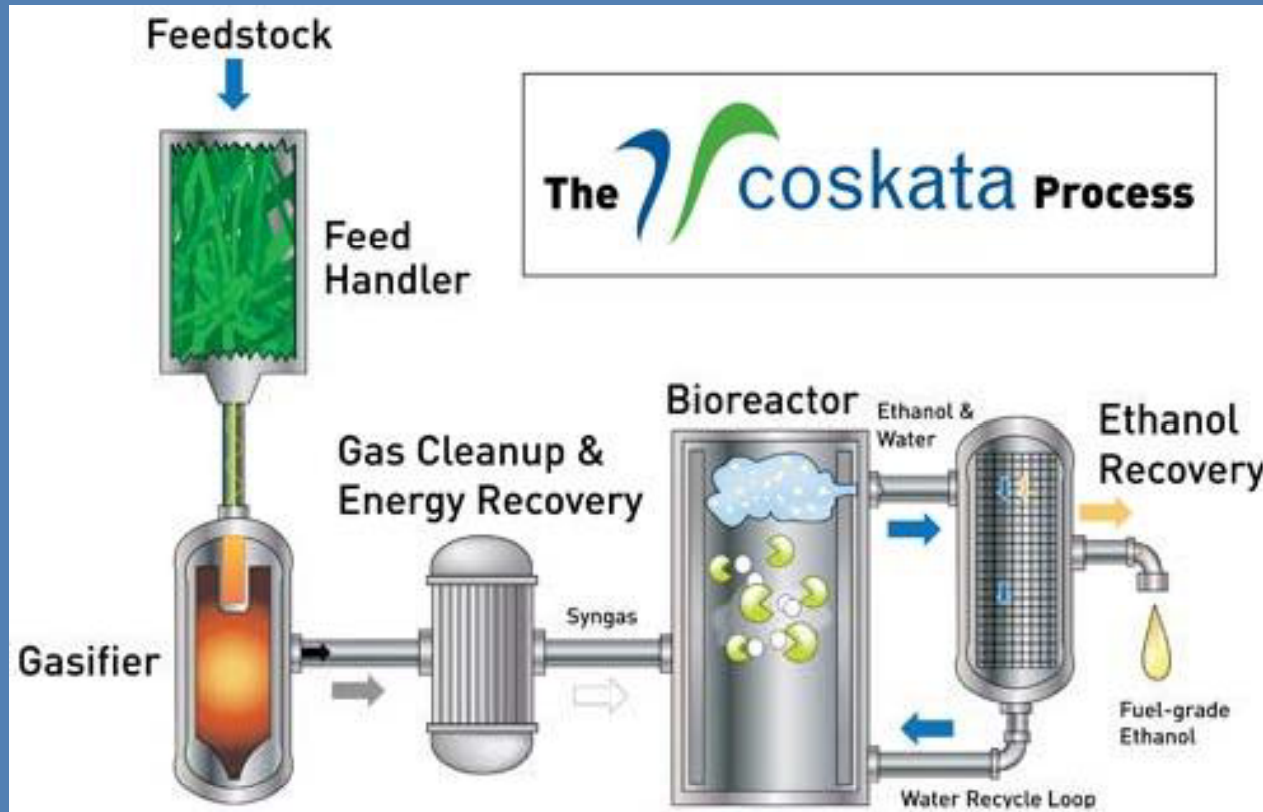 Feedstock
The coskata Process
Feed
Handler
Bioreactor
Ethanol &
Water
Ethanol
Recovery
Gas Cleanup &
Energy Recovery
Syngas
Gasifier
Fuel-grade
Ethanol
Water Recycle Loop